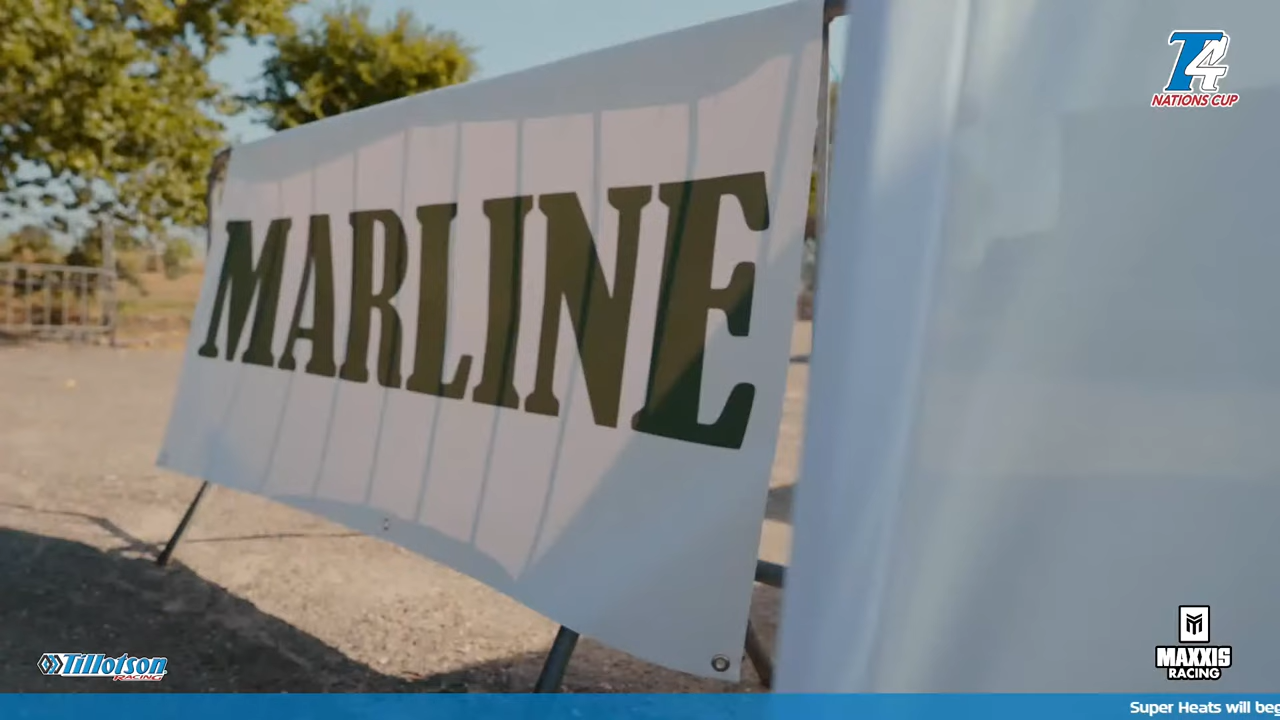 T4
NATIONS CUP
MARLINE
Tillotson
RACING
MAXXIS
RACING
Super Heats will beg